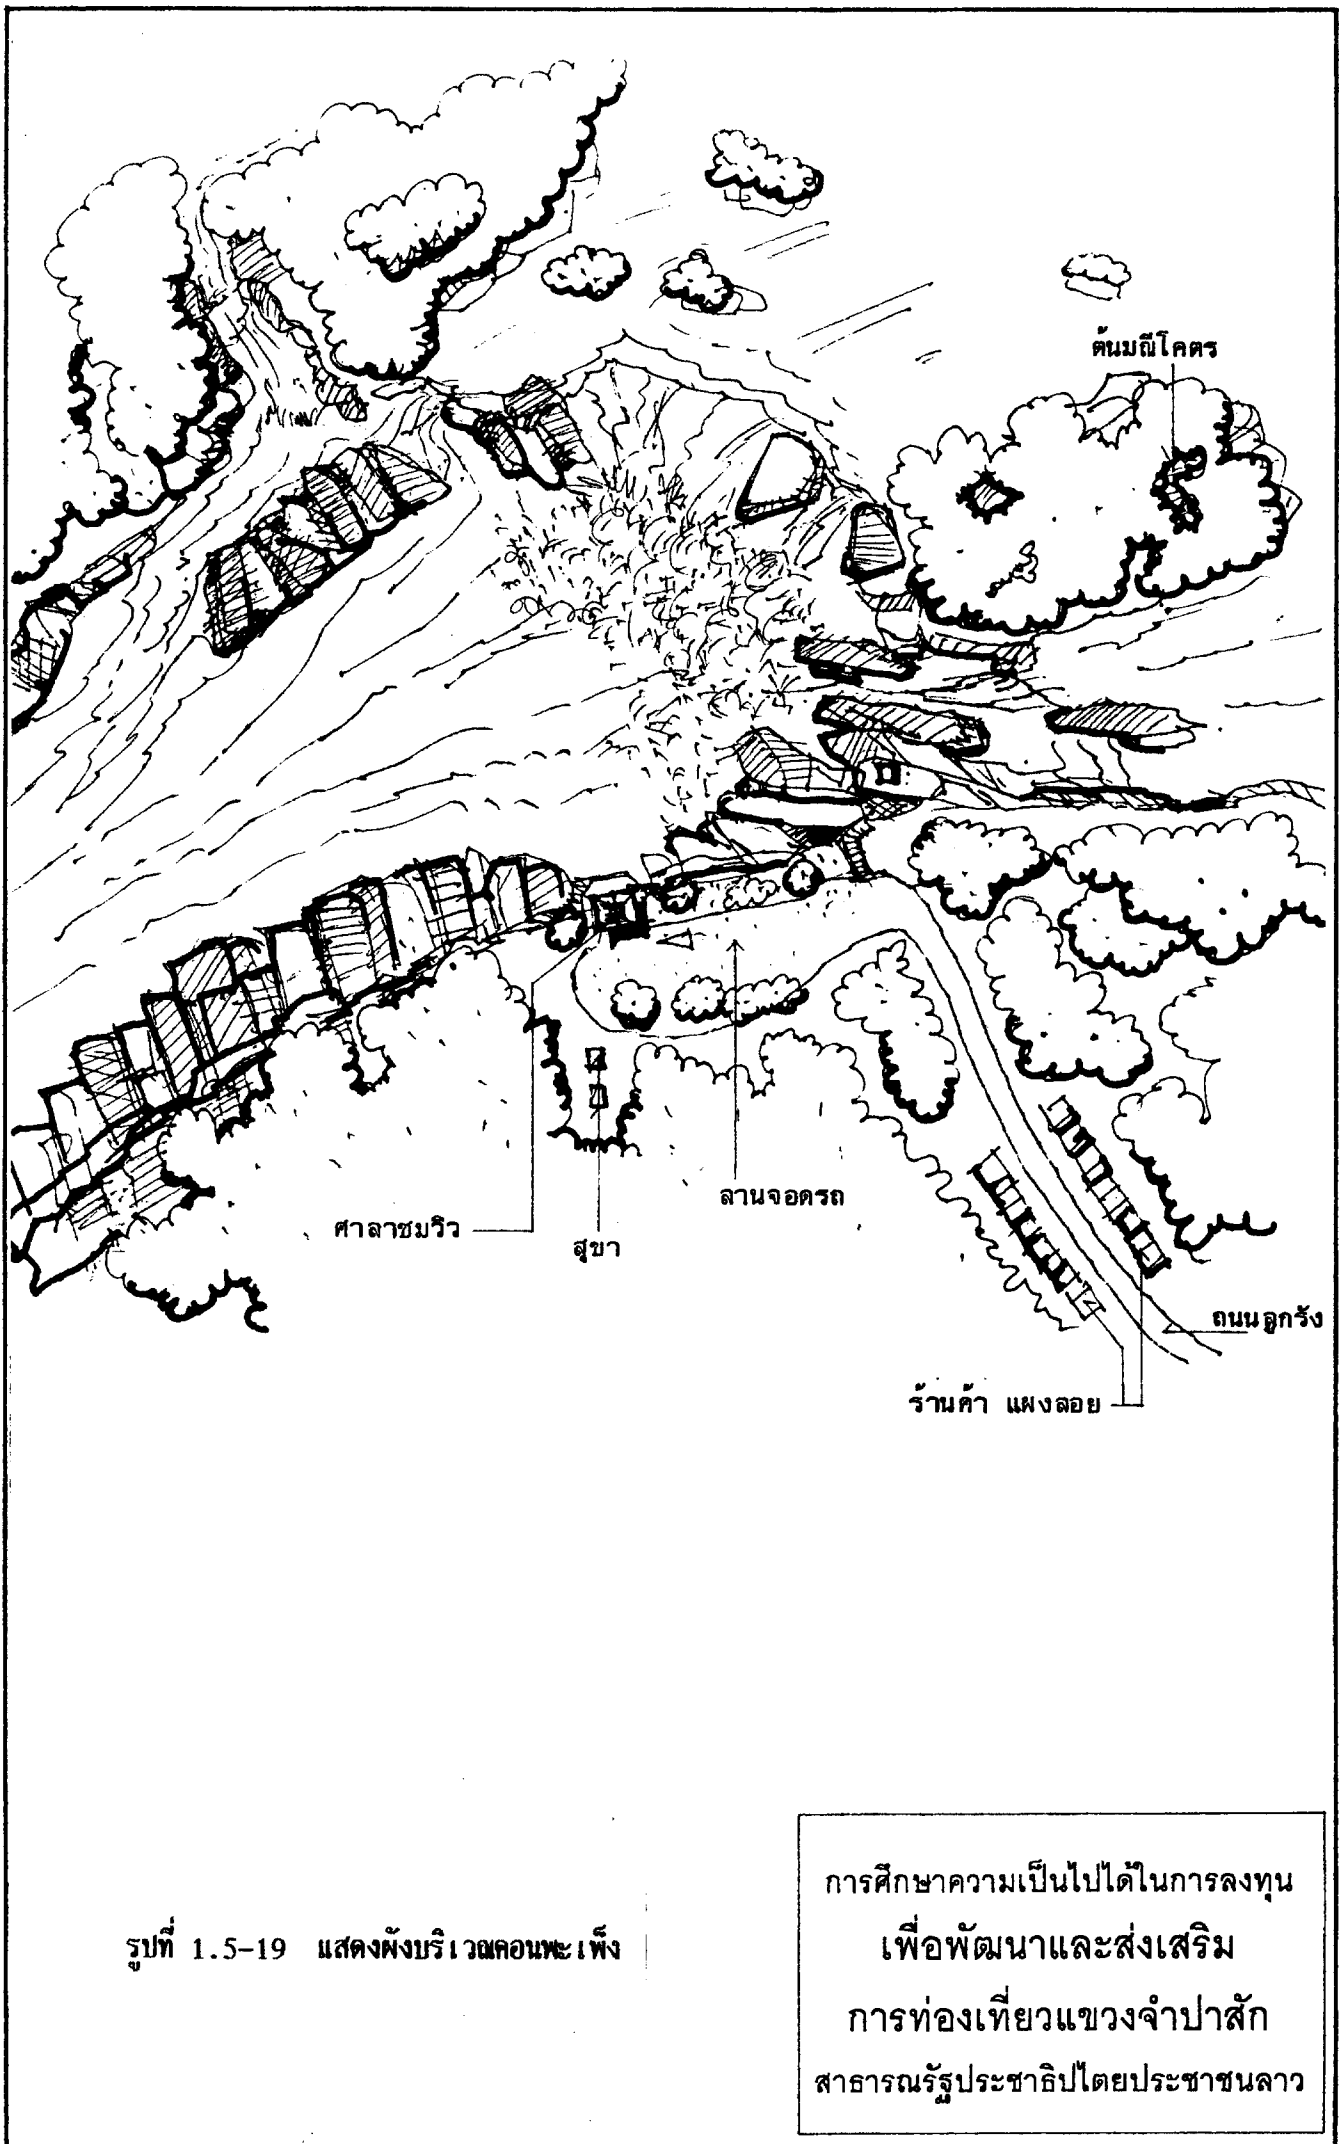 ต้นมณีโคตร
ลานจอดรถ
ศาลาชมวิว
สุขา
ถนนลูกรัง
ร้านค้า แผงลอย
รูปที่ 1.5-19 แสดงผังบริเวณคอนพะเพ็ง
การศึกษาความเป็นไปได้ในการลงทุน
เพื่อพัฒนาและส่งเสริม
การท่องเที่ยวแขวงจำปาสัก
สาธารณรัฐประชาธิปไตยประชาชนลาว